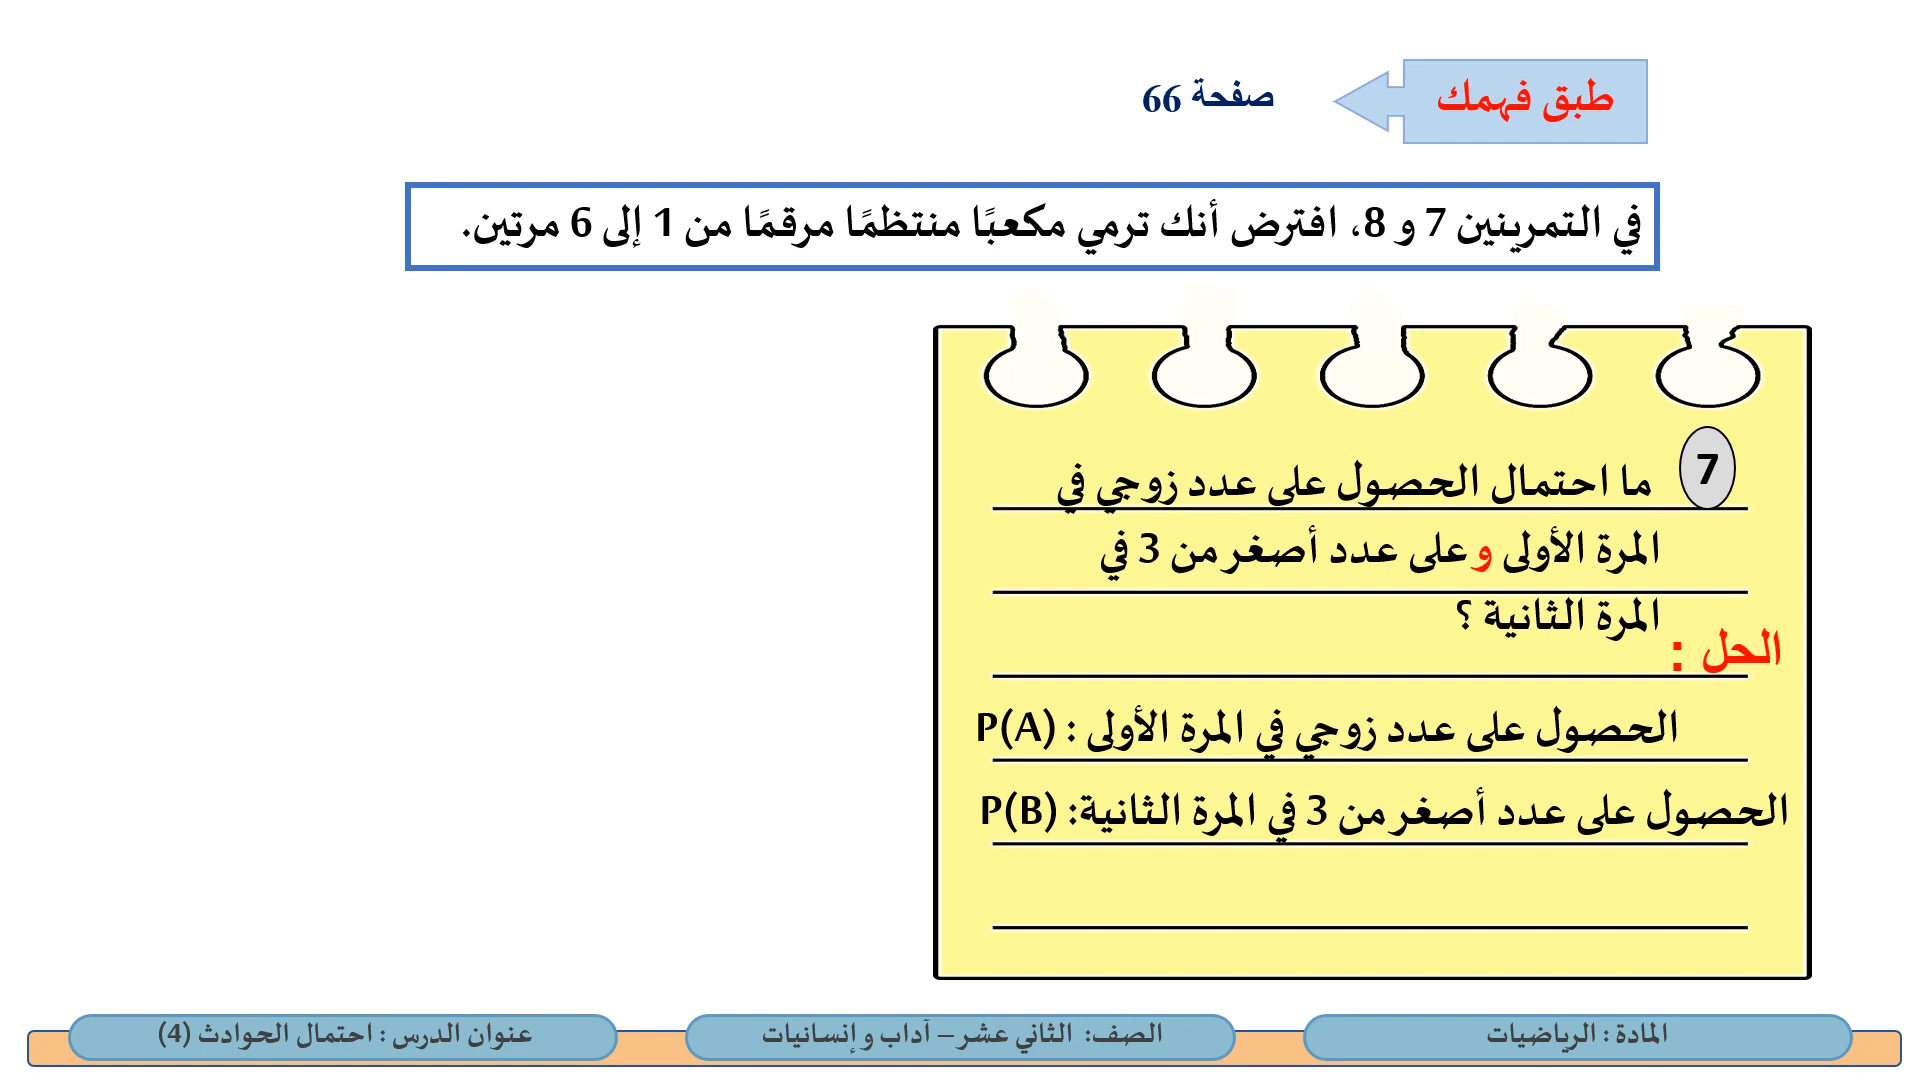 طبق فهمك
صفحة 66
في التمرينين 7 و 8، افترض أنك ترمي مكعبًا منتظمًا مرقمًا من 1 إلى 6 مرتين.
7
ما احتمال الحصول على عدد زوجي في
المرة الأولى و على عدد أصغر من 3 في
المرة الثانية ؟
الحل :
الحصول على عدد زوجي في المرة الأولى : P(A)
الحصول على عدد أصغر من 3 في المرة الثانية: P(B)
المادة : الرياضيات
الصف: الثاني عشر – آداب و إنسانيات
عنوان الدرس : احتمال الحوادث (4)